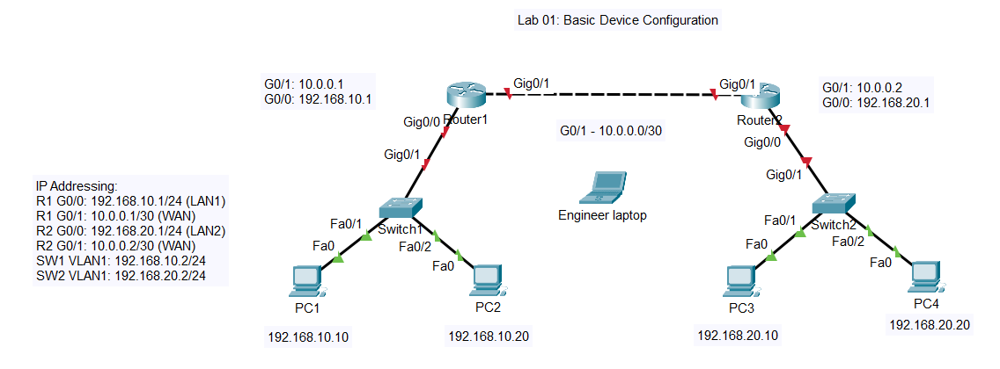 Lab 01: Basic Device Configuration
G0/1: 10.0.0.1
G0/0: 192.168.10.1
Gig0/1
Gig0/1
G0/1: 10.0.0.2
G0/0: 192.168.20.1
Router1
Router2
Gig0/0
G0/1 - 10.0.0.0/30
Gig0/0
Gig0/1
Gig0/1
IP Addressing:
R1 G0/0: 192.168.10.1/24 (LAN1)
R1 G0/1: 10.0.0.1/30 (WAN)
R2 G0/0: 192.168.20.1/24 (LAN2)
R2 G0/1: 10.0.0.2/30 (WAN)
SW1 VLAN1: 192.168.10.2/24
SW2 VLAN1: 192.168.20.2/24
Engineer laptop
Switch1
Switch2
Fa0/1
Fa0/2
Fa0
Fa0
Fa0/1
Fa0/2
Fa0
Fa0
PC1
PC2
PC3
PC4
192.168.10.10
192.168.10.20
192.168.20.10
192.168.20.20